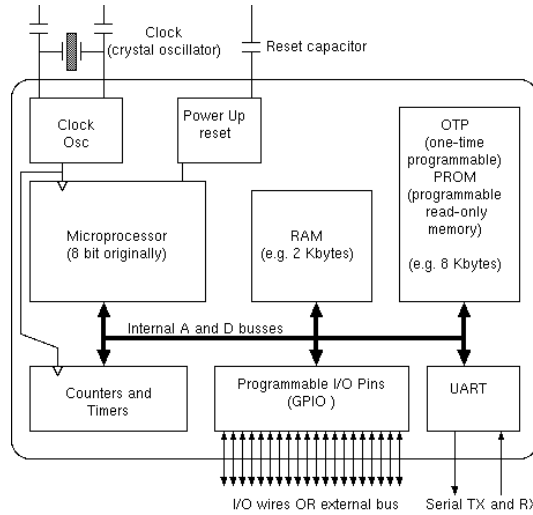 Clock
(crystal oscillator)
Reset capacitor
Clock
Osc
Power Up
reset
OTP
(one-time
programmable)
PROM
(programmable
read-only
memory)
(e.g. 8 Kbytes)
Microprocessor
(8 bit originally)
RAM
(e.g. 2 Kbytes)
Internal A and D busses
Counters and
Timers
Programmable I/O Pins
(GPIO )
UART
I/O wires OR external bus
Serial TX and RX